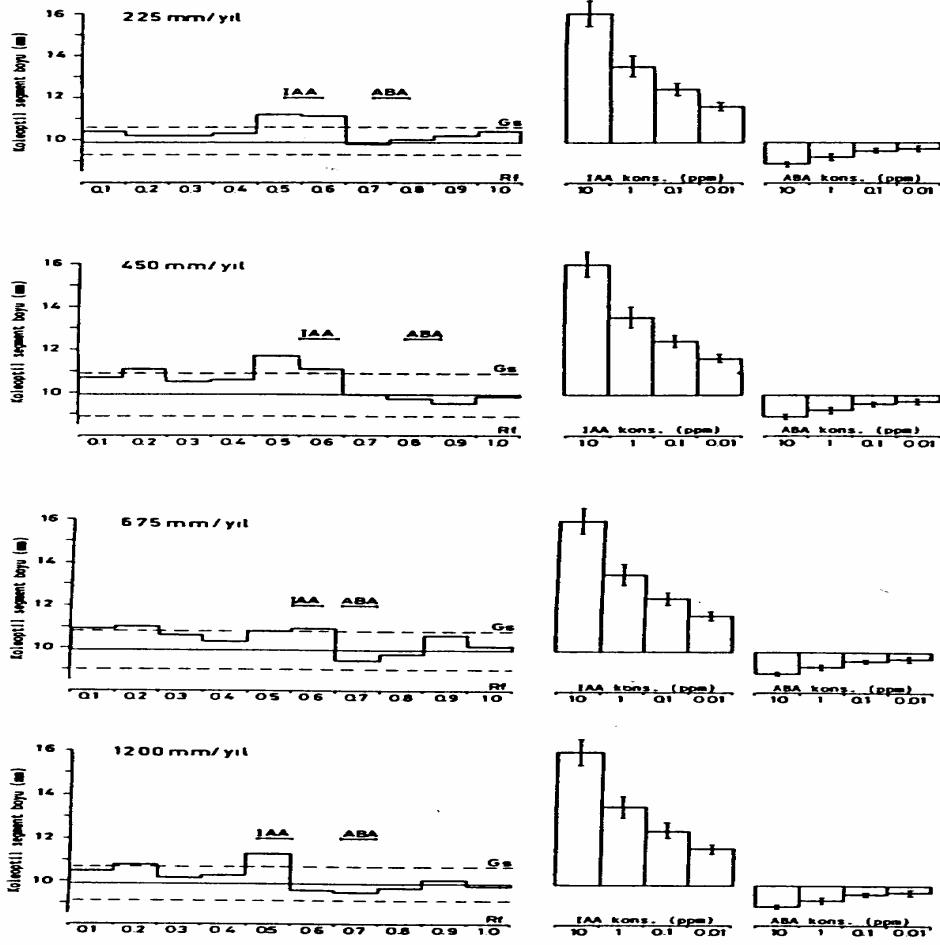 16
225 mm/yıl
14
12
10
Koleoptil segment boyu (mm)
IAA ABA
Gs
Rf
0.1 0.2 0.3 0.4 0.5 0.6 0.7 0.8 0.9 1.0
IAA kons. (ppm)
10 1 0.1 0.01
ABA kons. (ppm)
10 1 0.1 0.01
16
450 mm/yıl
14
12
10
Koleoptil segment boyu (mm)
IAA ABA
Gs
Rf
0.1 0.2 0.3 0.4 0.5 0.6 0.7 0.8 0.9 1.0
IAA kons. (ppm)
10 1 0.1 0.01
ABA kons. (ppm)
10 1 0.1 0.01
16
675 mm/yıl
14
12
10
Koleoptil segment boyu (mm)
IAA ABA
Gs
Rf
0.1 0.2 0.3 0.4 0.5 0.6 0.7 0.8 0.9 1.0
IAA kons. (ppm)
10 1 0.1 0.01
ABA kons. (ppm)
10 1 0.1 0.01
16
1200 mm/yıl
14
12
10
Koleoptil segment boyu (mm)
IAA ABA
Gs
Rf
0.1 0.2 0.3 0.4 0.5 0.6 0.7 0.8 0.9 1.0
IAA kons. (ppm)
10 1 0.1 0.01
ABA kons. (ppm)
10 1 0.1 0.01